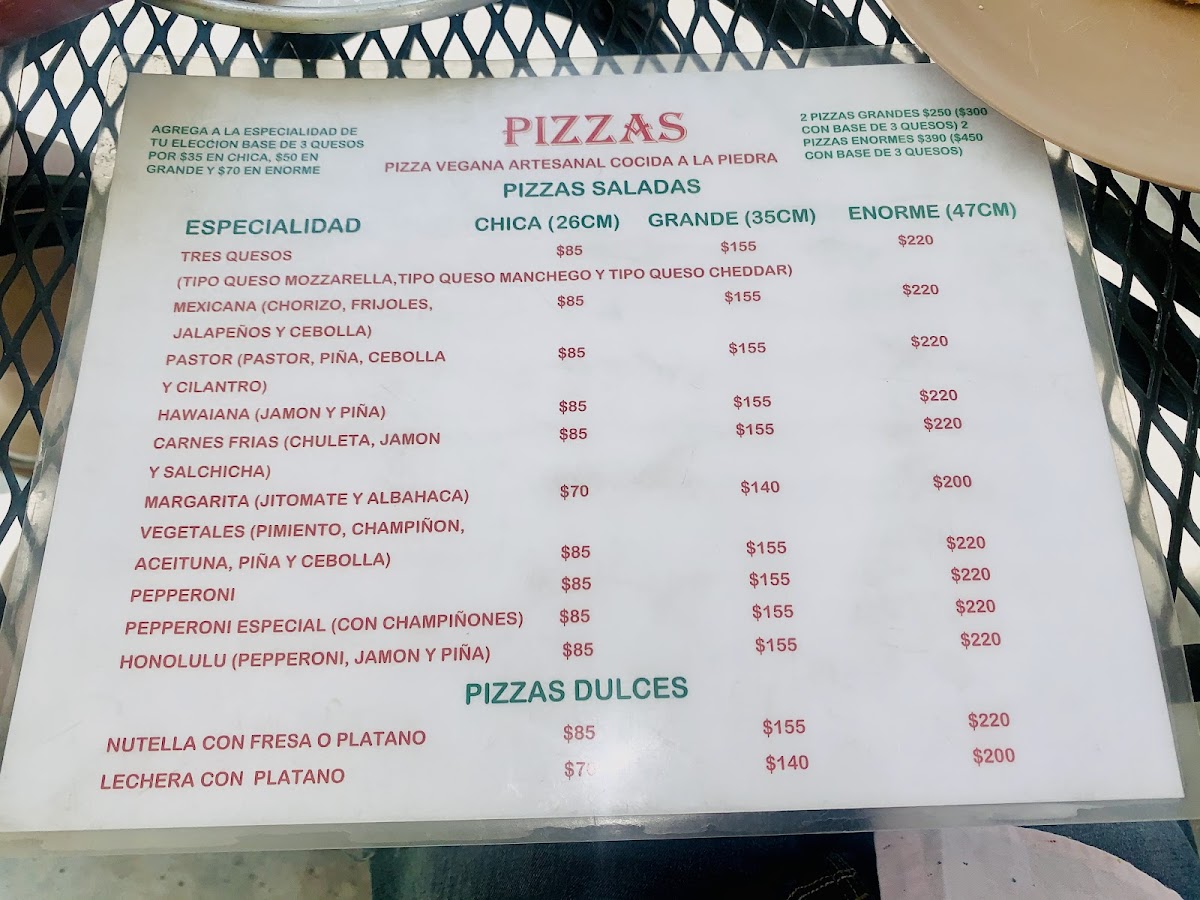 AGREGA A LA ESPECIALIDAD DE
TU ELECCION BASE DE 3 QUESOS
POR $35 EN CHICA, $50 EN
GRANDE Y $70 EN ENORME
PIZZAS
PIZZA VEGANA ARTESANAL COCIDA A LA PIEDRA
2 PIZZAS GRANDES $250 ($300
CON BASE DE 3 QUESOS) 2
PIZZAS ENORMES $390 ($450
CON BASE DE 3 QUESOS)
PIZZAS SALADAS
ESPECIALIDAD CHICA (26CM) GRANDE (35CM) ENORME (47CM)
TRES QUESOS $85 $155 $220
(TIPO QUESO MOZZARELLA,TIPO QUESO MANCHEGO Y TIPO QUESO CHEDDAR)
MEXICANA (CHORIZO, FRIJOLES, $85 $155 $220
JALAPEÑOS Y CEBOLLA)
PASTOR (PASTOR, PIÑA, CEBOLLA $85 $155 $220
Y CILANTRO)
HAWAIANA (JAMON Y PIÑA) $85 $155 $220
CARNES FRIAS (CHULETA, JAMON $85 $155 $220
Y SALCHICHA)
MARGARITA (JITOMATE Y ALBAHACA) $70 $140 $200
VEGETALES (PIMIENTO, CHAMPIÑON,
ACEITUNA, PIÑA Y CEBOLLA) $85 $155 $220
PEPPERONI $85 $155 $220
PEPPERONI ESPECIAL (CON CHAMPIÑONES) $85 $155 $220
HONOLULU (PEPPERONI, JAMON Y PIÑA) $85 $155 $220
PIZZAS DULCES
NUTELLA CON FRESA O PLATANO $85 $155 $220
LECHERA CON PLATANO $70 $140 $200